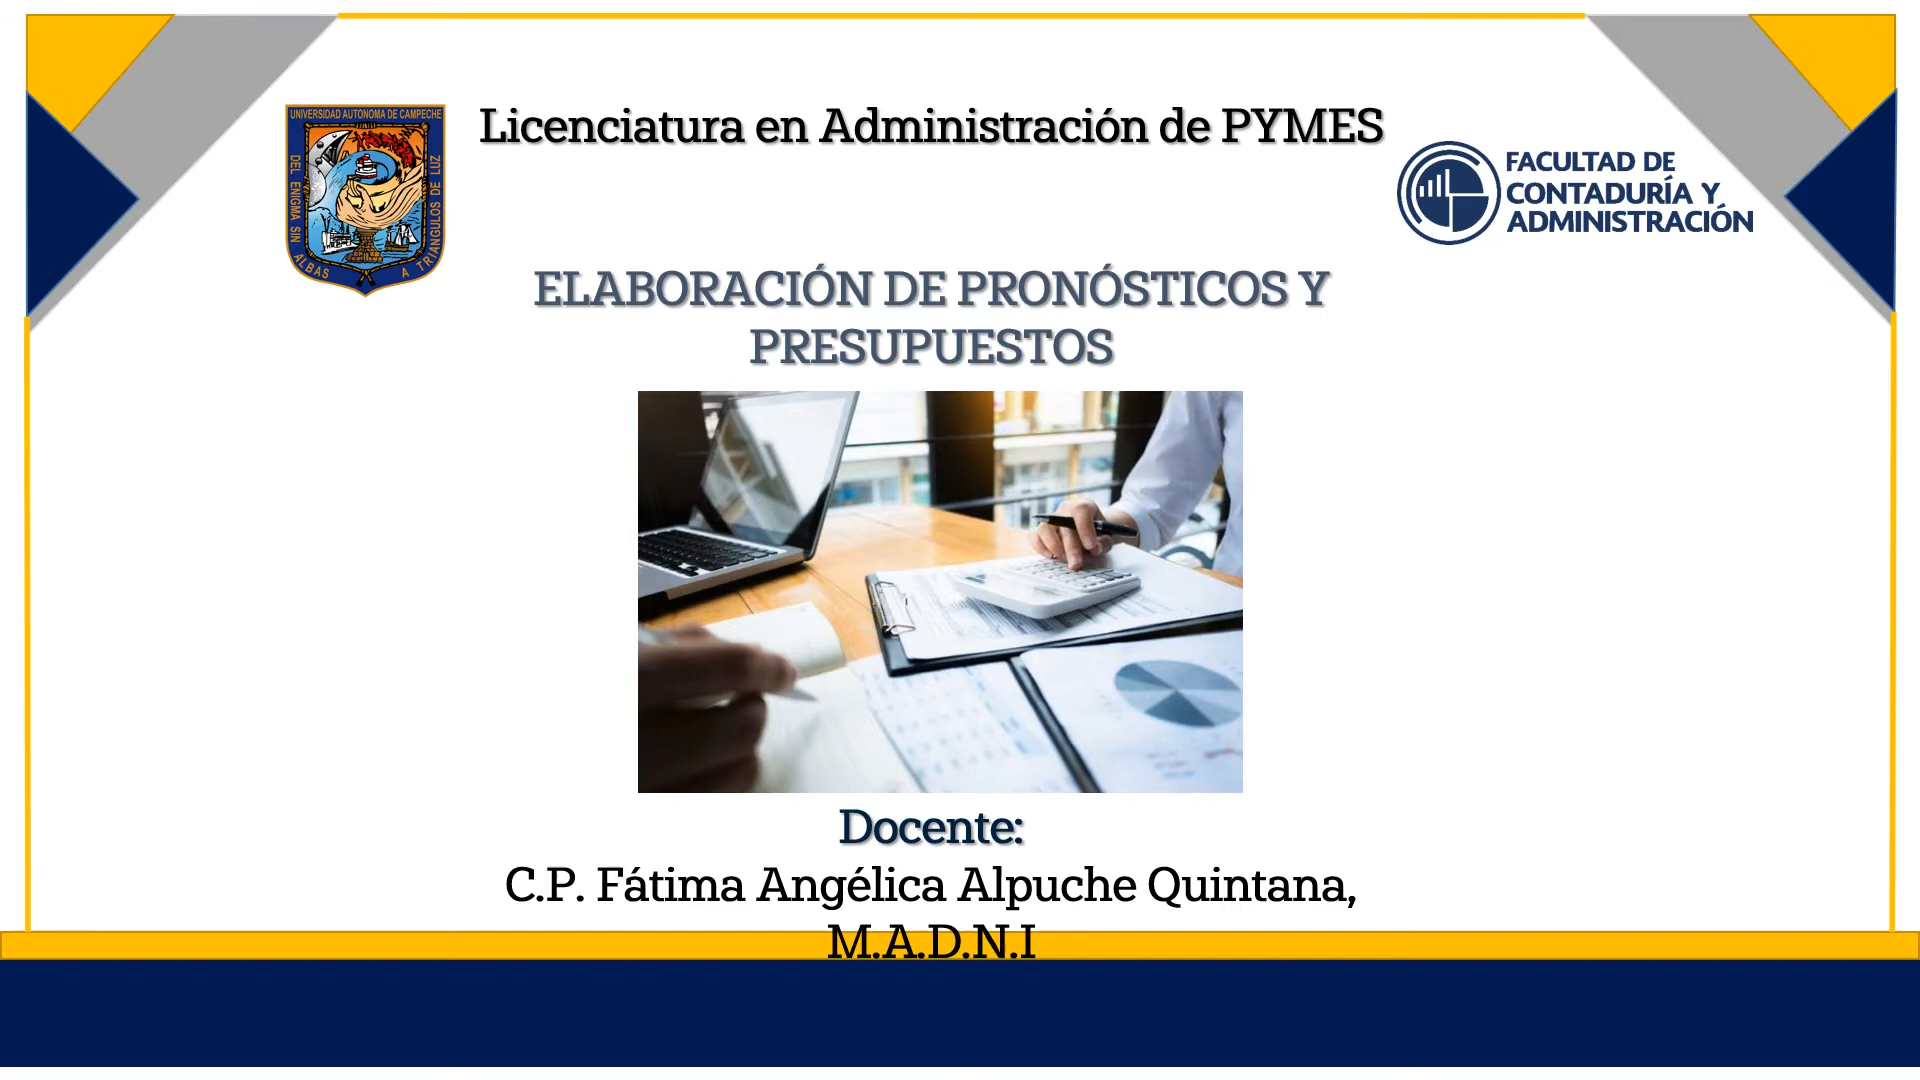 UNIVERSIDAD AUTONOMA DE CAMPECHE
DEL ENIGMA SIN ALBAS A TRIANGULOS DE LUZ
Licenciatura en Administración de PYMES
FACULTAD DE
CONTADURÍA Y
ADMINISTRACIÓN
ELABORACIÓN DE PRONÓSTICOS Y
PRESUPUESTOS
Docente:
C.P. Fátima Angélica Alpuche Quintana,
M.A.D.N.I